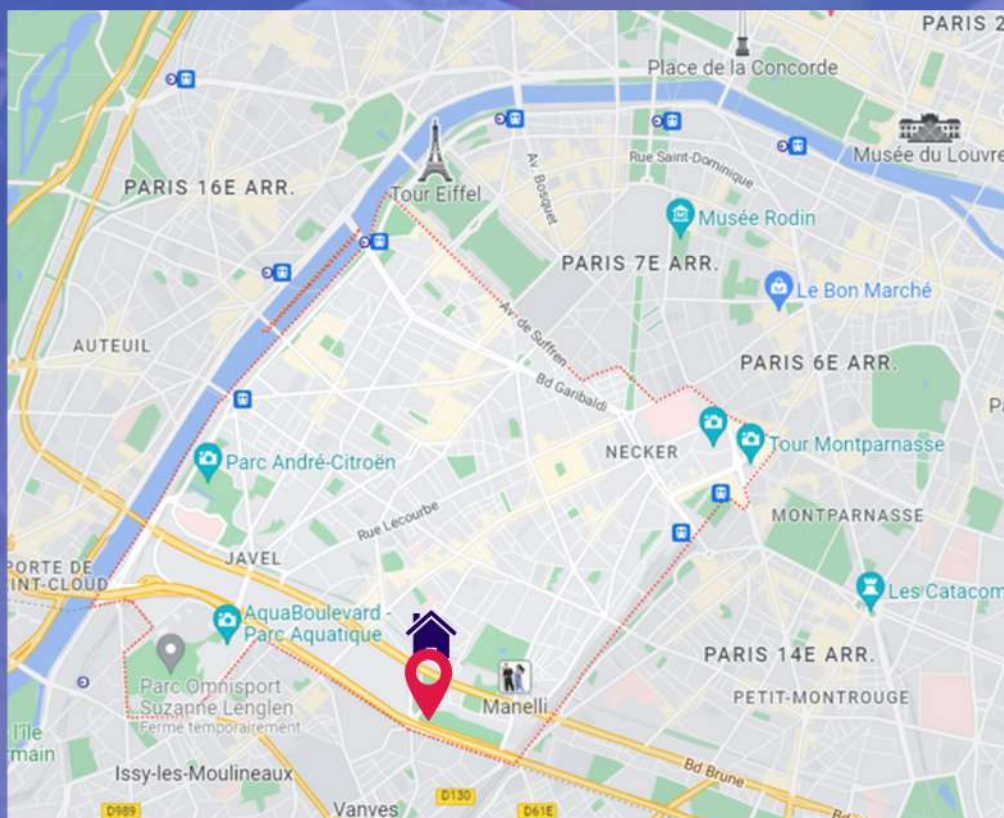 PARIS 2
Place de la Concorde
Musée du Louvre
Rue Saint-Dominique
Av. Bosquet
PARIS 16E ARR.
Tour Eiffel
Musée Rodin
PARIS 7E ARR.
Le Bon Marché
Av. de Suffren
AUTEUIL
PARIS 6E ARR.
Bd Garibaldi
Tour Montparnasse
NECKER
Parc André-Citroën
Rue Lecourbe
MONTPARNASSE
JAVEL
PORTE DE
INT-CLOUD
Les Catacom
AquaBoulevard -
Parc Aquatique
PARIS 14E ARR.
Parc Omnisport
Suzanne Lenglen
Ferme temporairement
Manelli
PETIT-MONTROUGE
l'île
rmain
Issy-les-Moulineaux
Bd Brune
D989
Vanves
D130
D61E